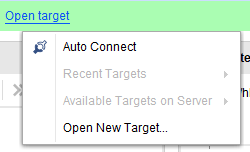 Open target
Auto Connect
Recent Targets
Available Targets on Server
Open New Target...